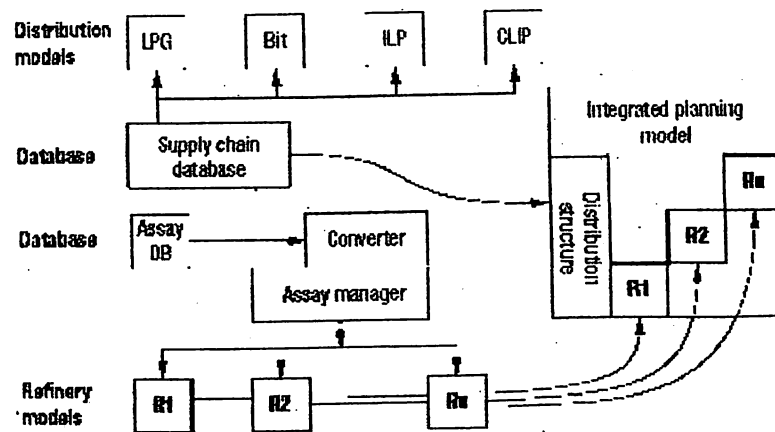 Distribution models
LPG
Bit
ILP
CLIP
Integrated planning model
Database
Supply chain database
Distribution structure
R1
R2
Rn
Database
Assay DB
Converter
Assay manager
Refinery models
R1
R2
Rn